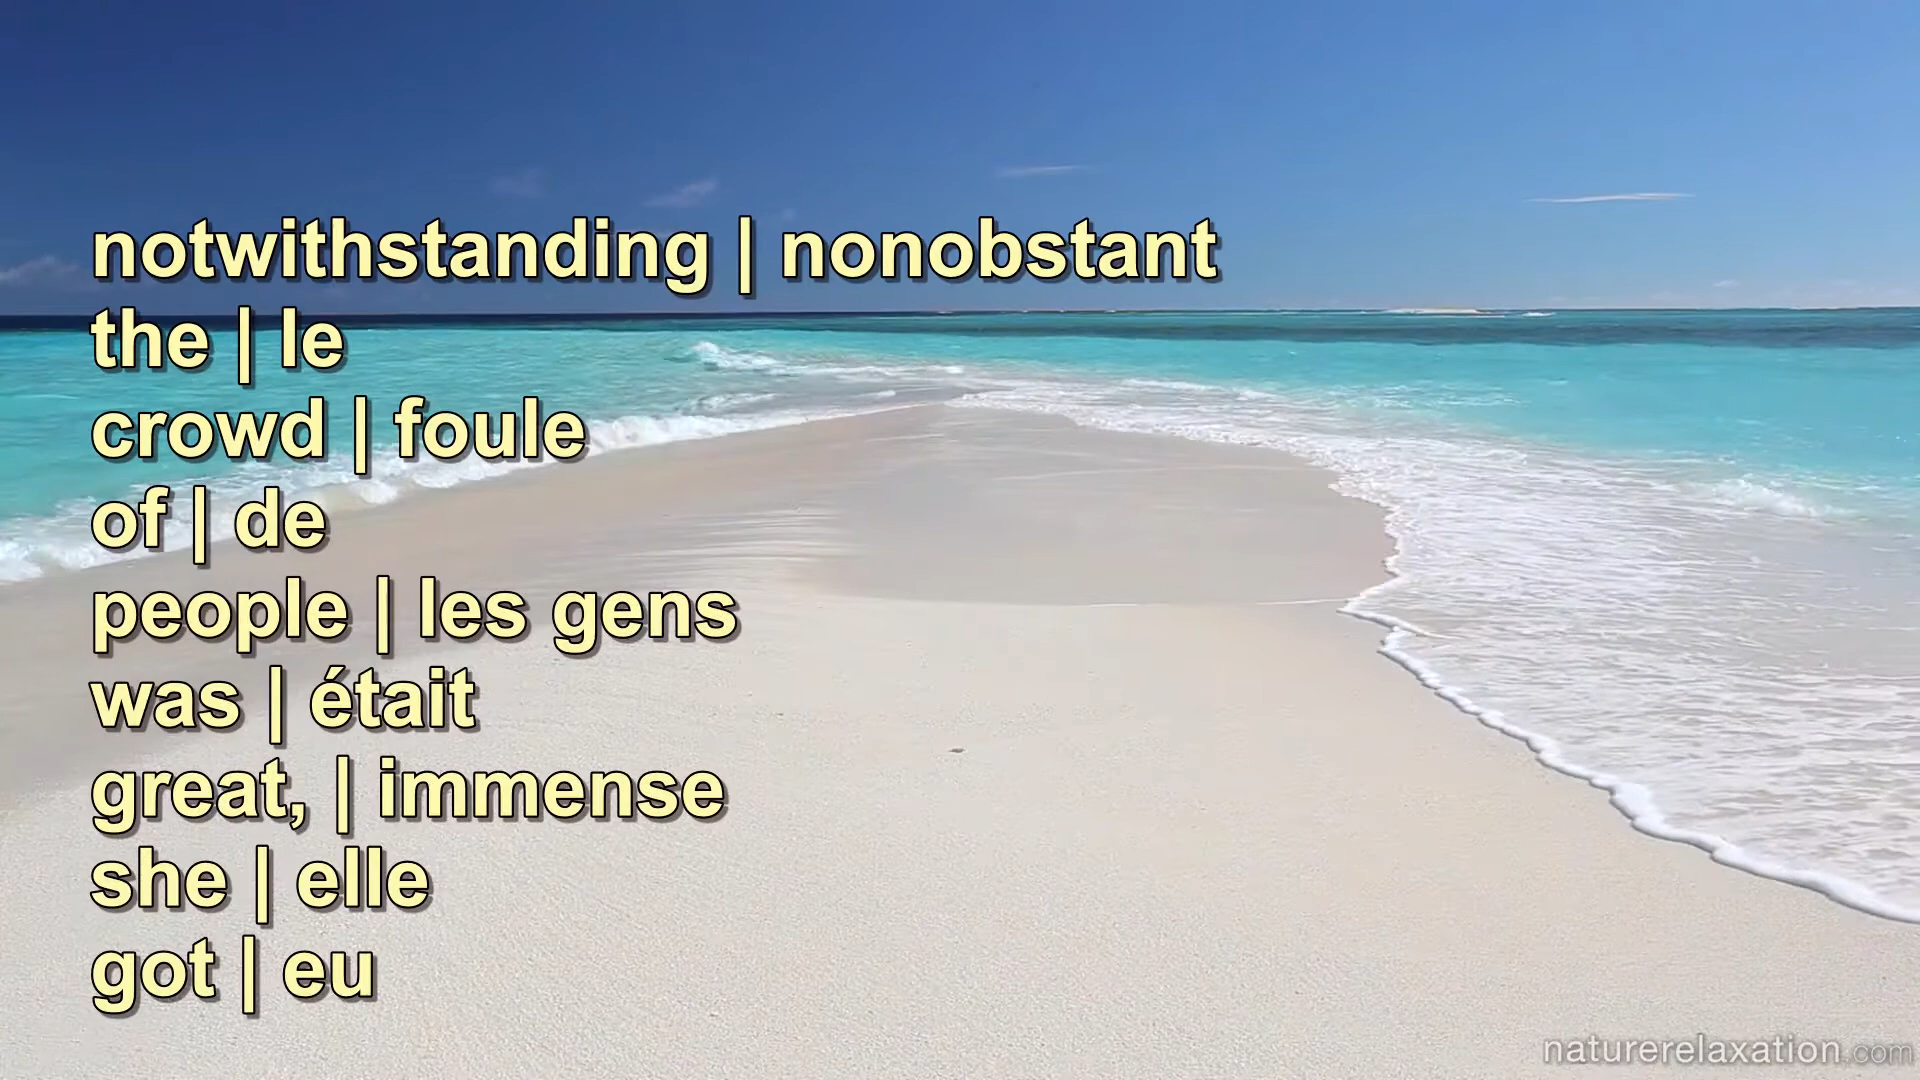 notwithstanding | nonobstant
the | le
crowd | foule
of | de
people | les gens
was | était
great, | immense
she | elle
got | eu
naturerelaxation.com